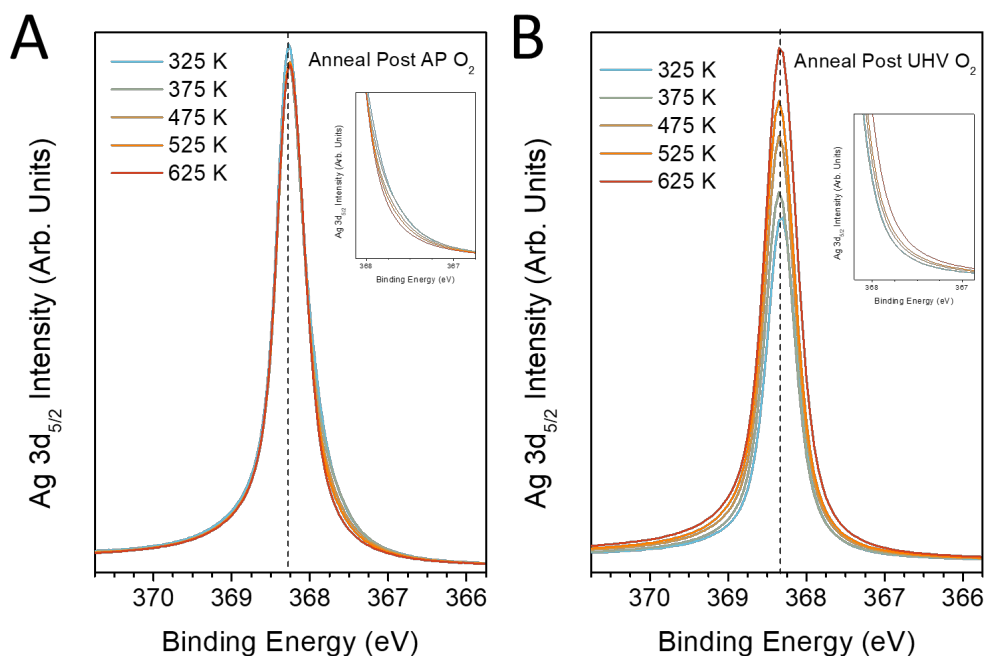 A
325 K
375 K
475 K
525 K
625 K
Anneal Post AP O2
368
367
Binding Energy (eV)
Ag 3d5/2 Intensity (Arb. Units)
370
369
368
367
366
Binding Energy (eV)
Ag 3d5/2 Intensity (Arb. Units)
B
325 K
375 K
475 K
525 K
625 K
Anneal Post UHV O2
368
367
Binding Energy (eV)
Ag 3d5/2 Intensity (Arb. Units)
370
369
368
367
366
Binding Energy (eV)
Ag 3d5/2 Intensity (Arb. Units)